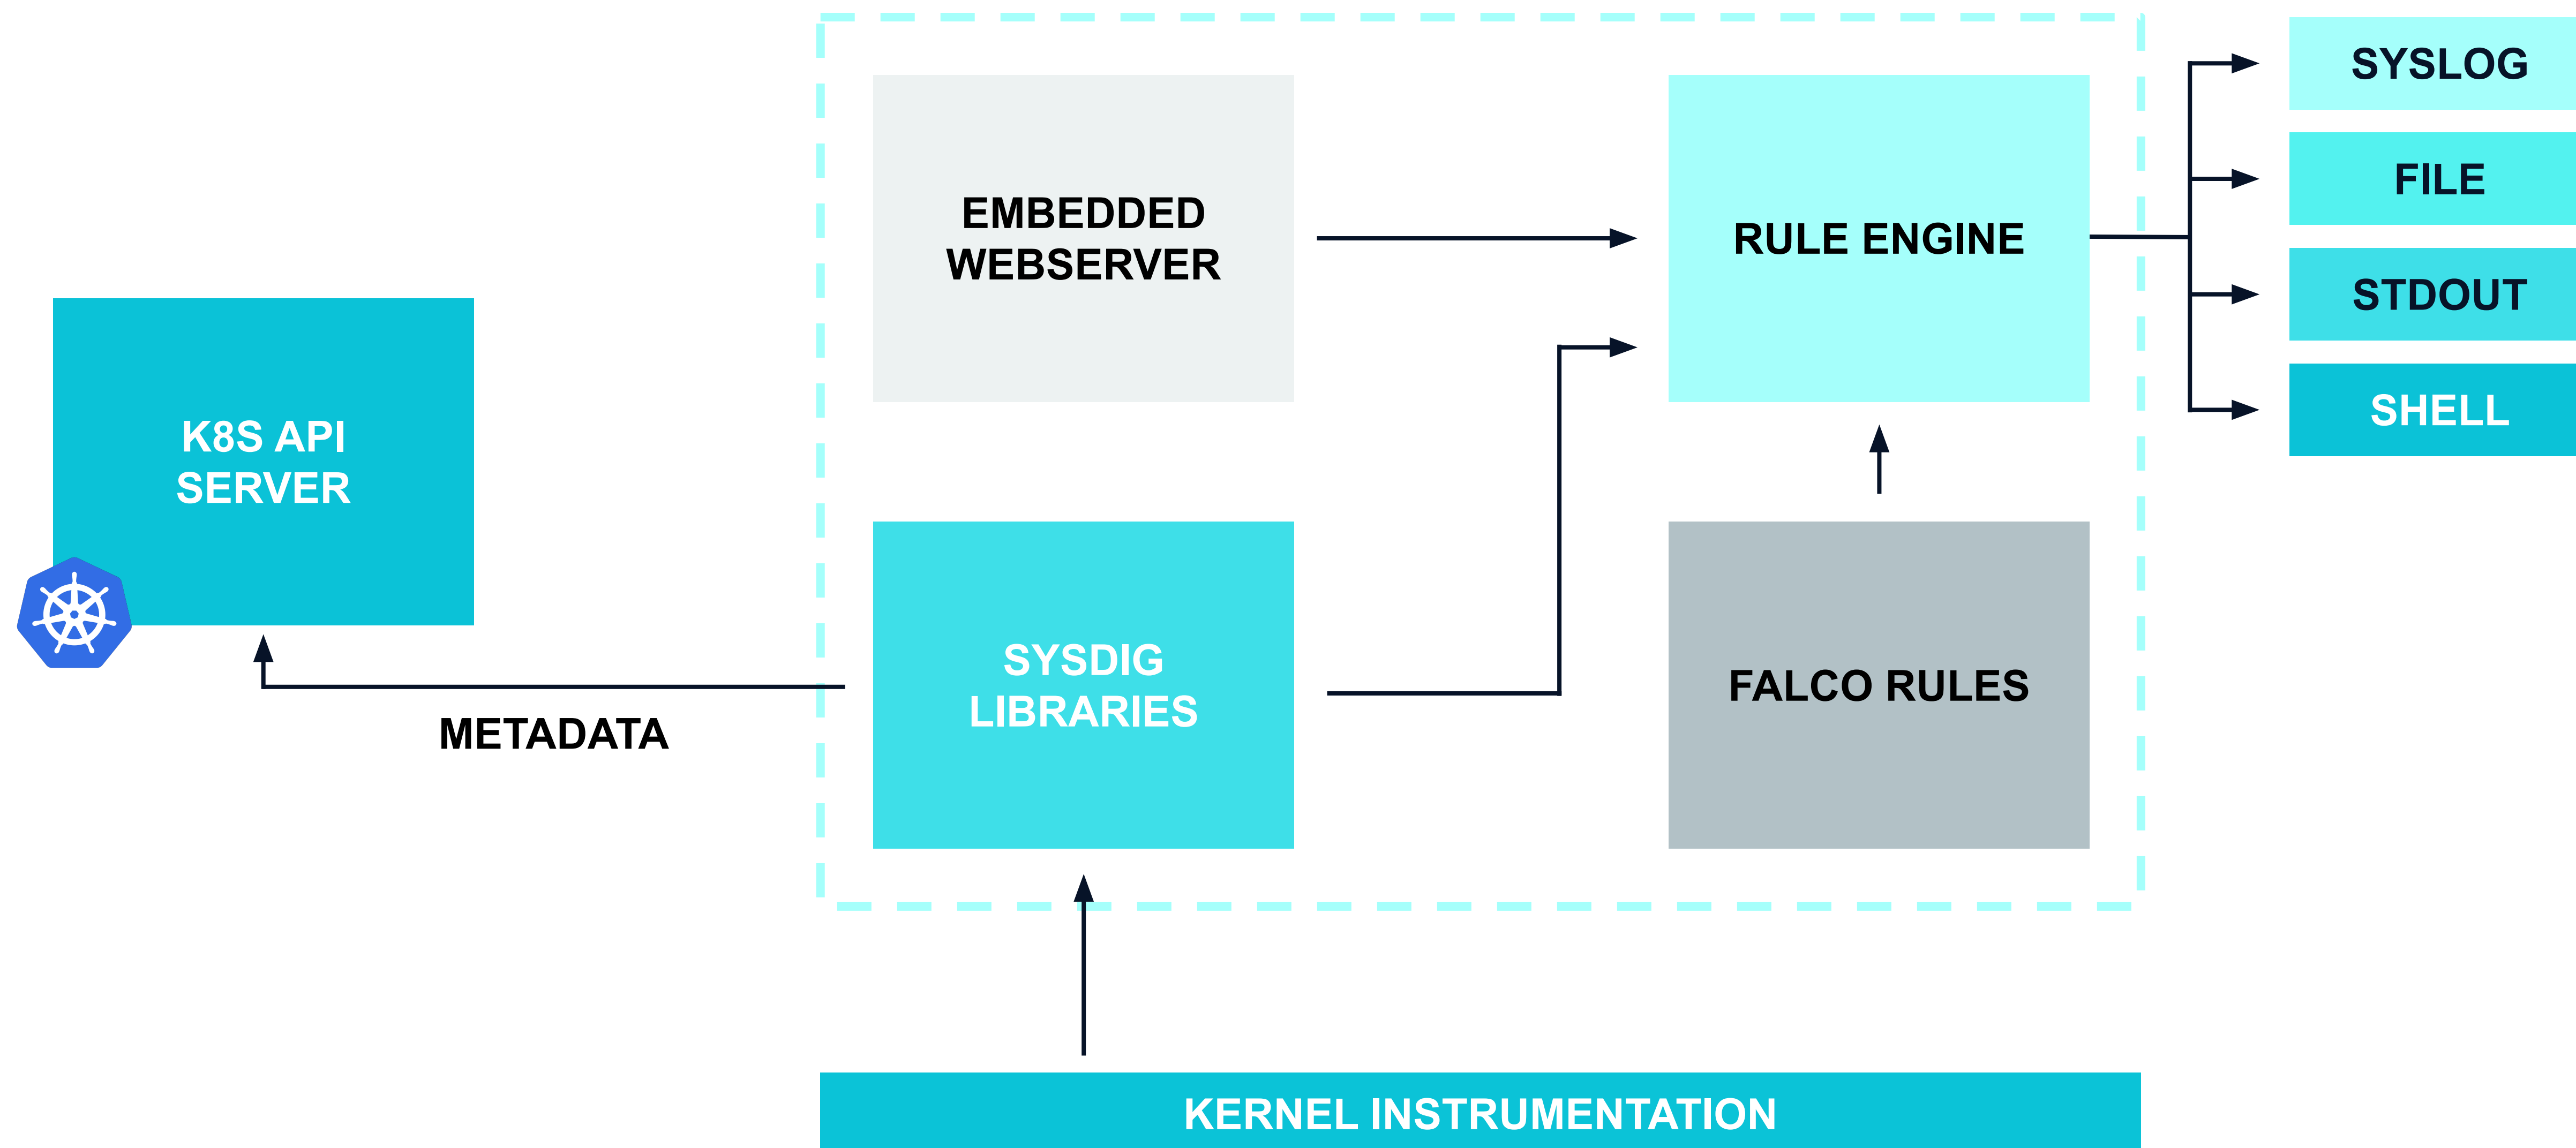 SYSLOG
FILE
STDOUT
SHELL
EMBEDDED
WEBSERVER
RULE ENGINE
K8S API
SERVER
SYSDIG
LIBRARIES
FALCO RULES
METADATA
KERNEL INSTRUMENTATION